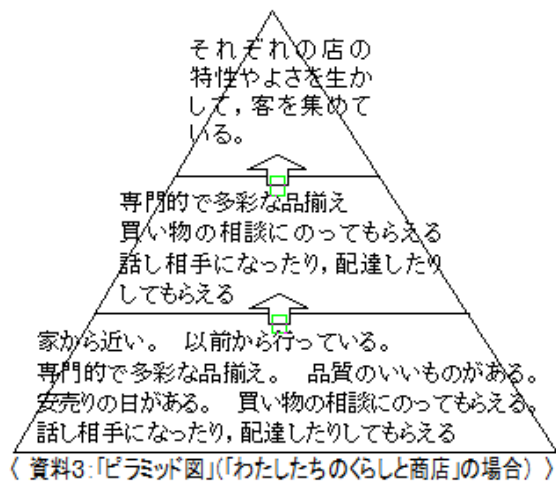 それぞれの店の
特性やよさを生か
して，客を集めて
いる。
専門的で多彩な品揃え
買い物の相談にのってもらえる
話し相手になったり，配達したり
してもらえる
家から近い。　以前から行っている。
専門的で多彩な品揃え。　品質のいいものがある。
安売りの日がある。　買い物の相談にのってもらえる。
話し相手になったり，配達したりしてもらえる
〈 資料3：「ピラミッド図」（「わたしたちのくらしと商店」の場合） 〉